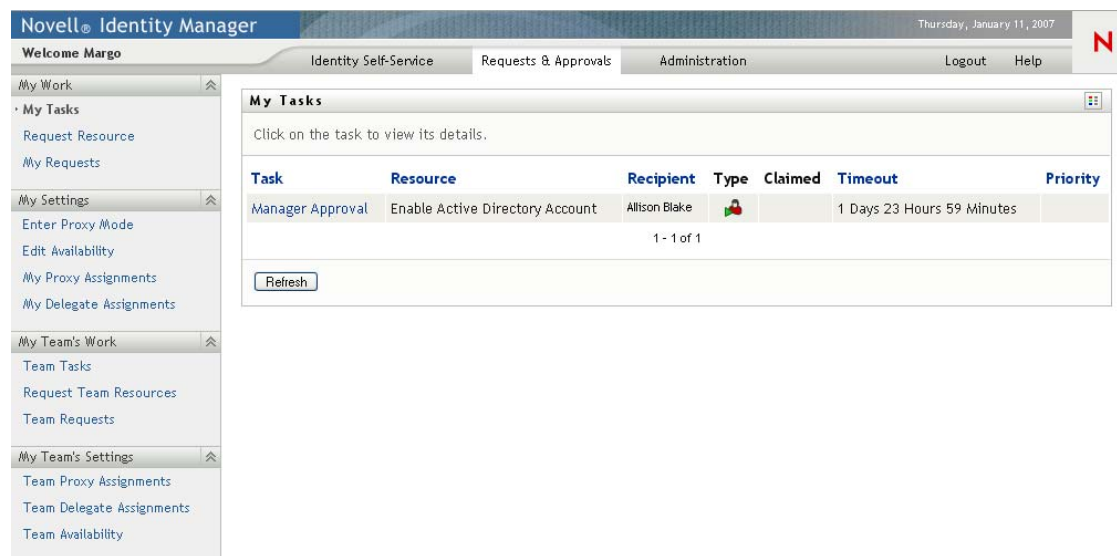 Novell® Identity Manager
Thursday, January 11, 2007
N
Welcome Margo
Identity Self-Service
Requests & Approvals
Administration
Logout
Help
My Work
· My Tasks
Request Resource
My Requests
My Settings
Enter Proxy Mode
Edit Availability
My Proxy Assignments
My Delegate Assignments
My Team's Work
Team Tasks
Request Team Resources
Team Requests
My Team's Settings
Team Proxy Assignments
Team Delegate Assignments
Team Availability
My Tasks
Click on the task to view its details.
Task Resource Recipient Type Claimed Timeout Priority
Manager Approval Enable Active Directory Account Allison Blake 1 Days 23 Hours 59 Minutes
1 - 1 of 1
Refresh